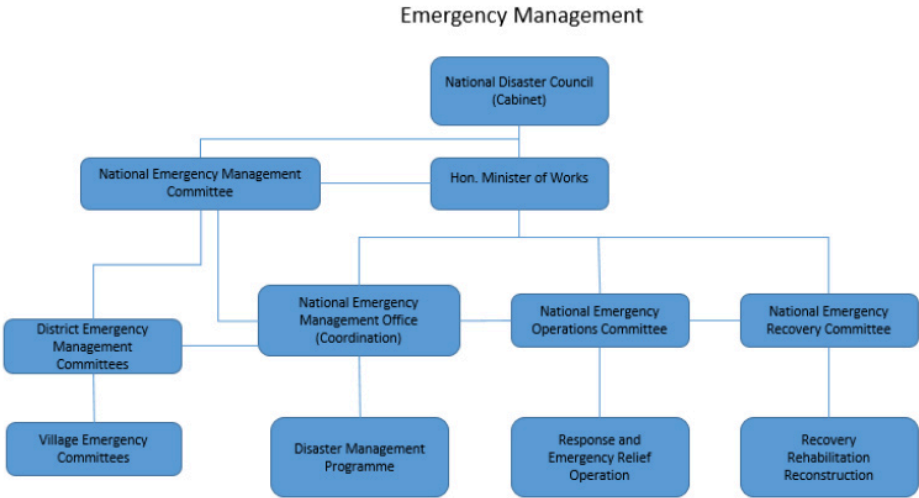 Emergency Management
National Disaster Council
(Cabinet)
National Emergency Management
Committee
Hon. Minister of Works
National Emergency
Management Office
(Coordination)
National Emergency
Operations Committee
National Emergency
Recovery Committee
District Emergency
Management
Committees
Village Emergency
Committees
Disaster Management
Programme
Response and
Emergency Relief
Operation
Recovery
Rehabilitation
Reconstruction